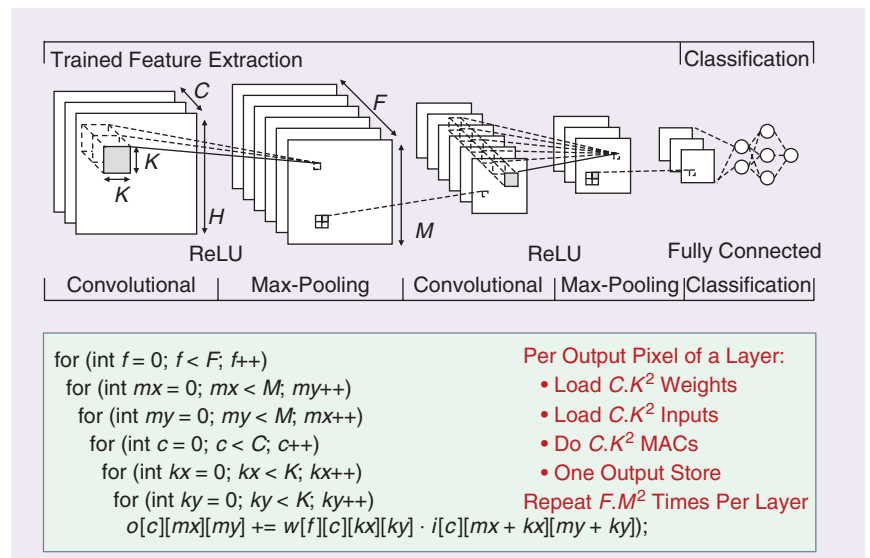 Trained Feature Extraction
Classification
C
F
K
K
H
M
ReLU
ReLU
Fully Connected
Convolutional
Max-Pooling
Convolutional
Max-Pooling
Classification
for (int f = 0; f < F; f++)
for (int mx = 0; mx < M; my++)
for (int my = 0; my < M; mx++)
for (int c = 0; c < C; c++)
for (int kx = 0; kx < K; kx++)
for (int ky = 0; ky < K; ky++)
o[c][mx][my] += w[f][c][kx][ky] · i[c][mx + kx][my + ky]);
Per Output Pixel of a Layer:
• Load C.K² Weights
• Load C.K² Inputs
• Do C.K² MACs
• One Output Store
Repeat F.M² Times Per Layer